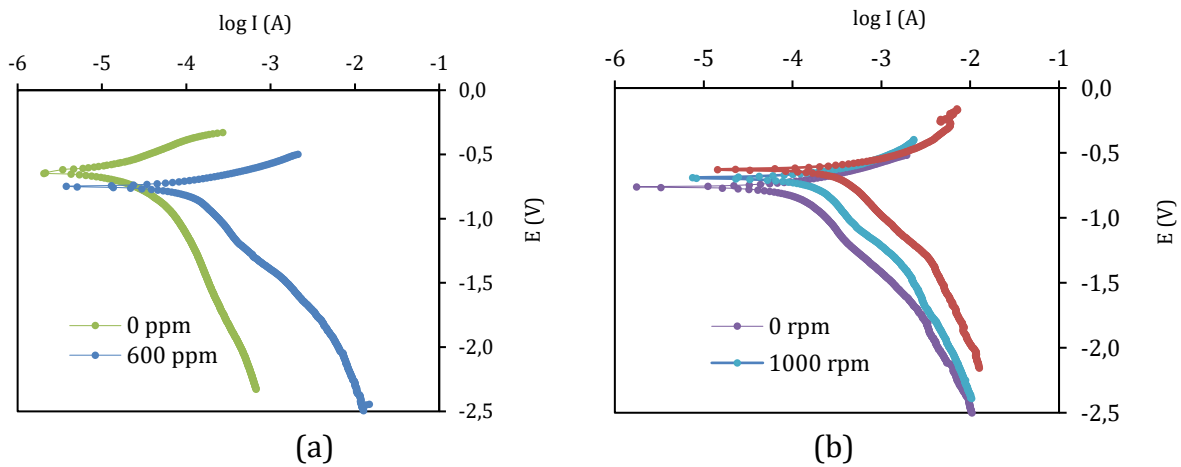 log I (A)
-6 -5 -4 -3 -2 -1
0,0
-0,5
-1,0
-1,5
-2,0
-2,5
E (V)
0 ppm
600 ppm
(a)
log I (A)
-6 -5 -4 -3 -2 -1
0,0
-0,5
-1,0
-1,5
-2,0
-2,5
E (V)
0 rpm
1000 rpm
(b)